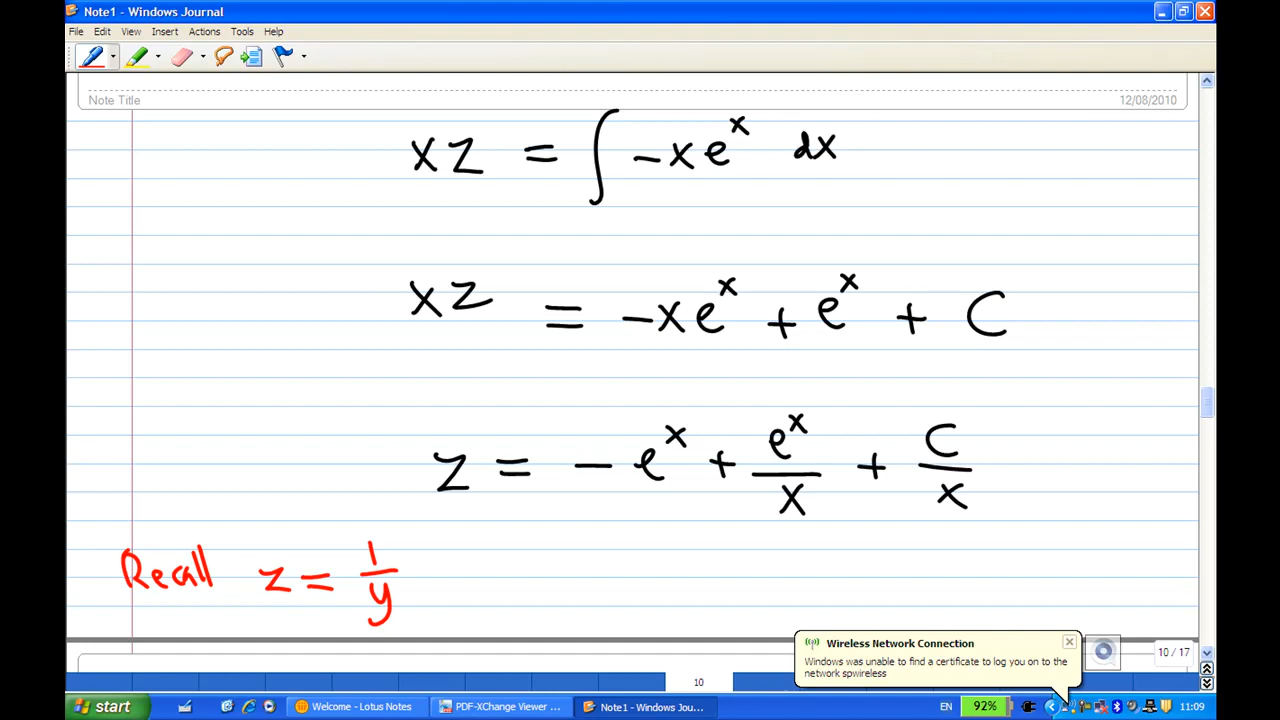 Note1 - Windows Journal
File Edit View Insert Actions Tools Help
Note Title 12/08/2010
xz = ∫ -xe^x dx
xz = -xe^x + e^x + C
z = -e^x + e^x/x + C/x
Recall z = 1/y
Wireless Network Connection
Windows was unable to find a certificate to log you on to the
network spwireless
10 / 17
10
start Welcome - Lotus Notes PDF-XChange Viewer ... Note1 - Windows Jou... EN 92% 11:09